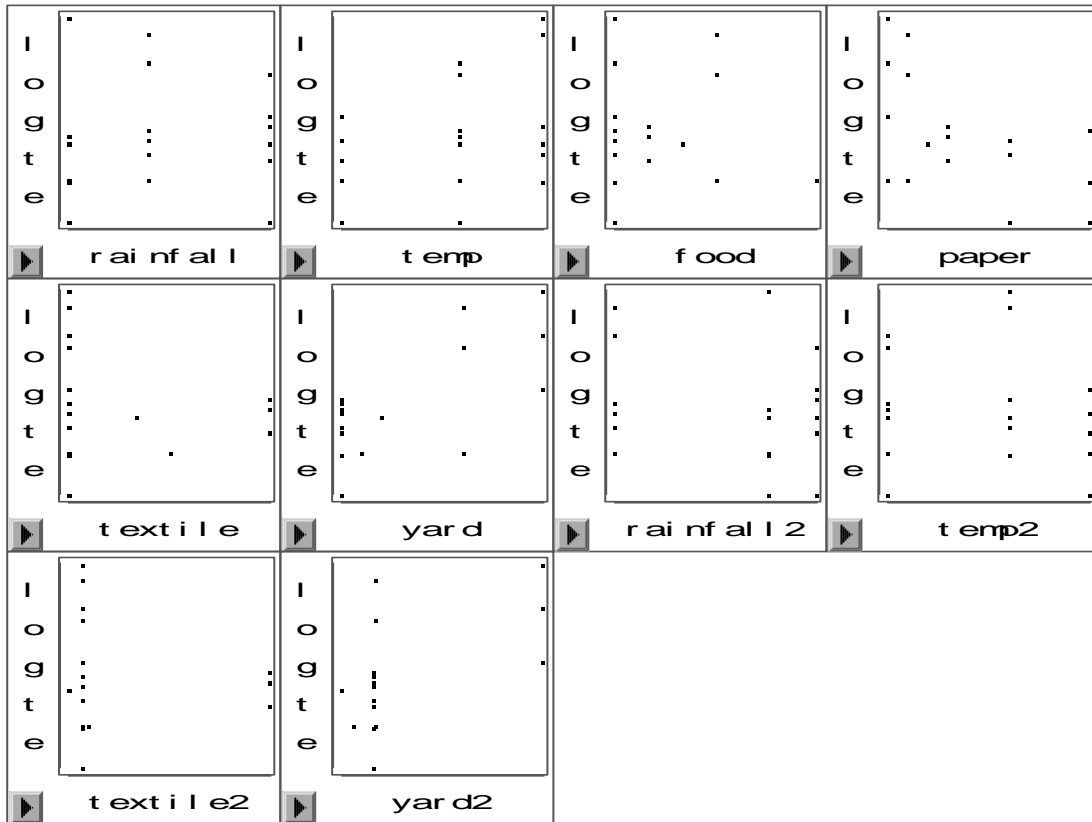 logte logte logte logte
rainfall temp food paper
logte logte logte logte
textile yard rainfall2 temp2
logte logte
textile2 yard2